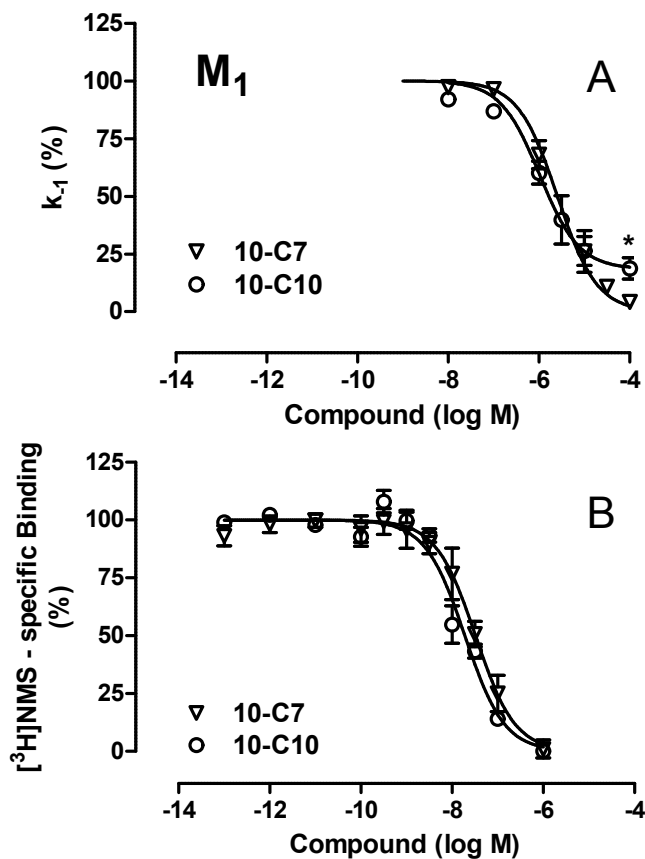 M₁
A
k₋₁ (%)
125
100
75
50
25
0
*
10-C7
10-C10
-14 -12 -10 -8 -6 -4
Compound (log M)
B
[³H]NMS - specific Binding
(%)
125
100
75
50
25
0
10-C7
10-C10
-14 -12 -10 -8 -6 -4
Compound (log M)